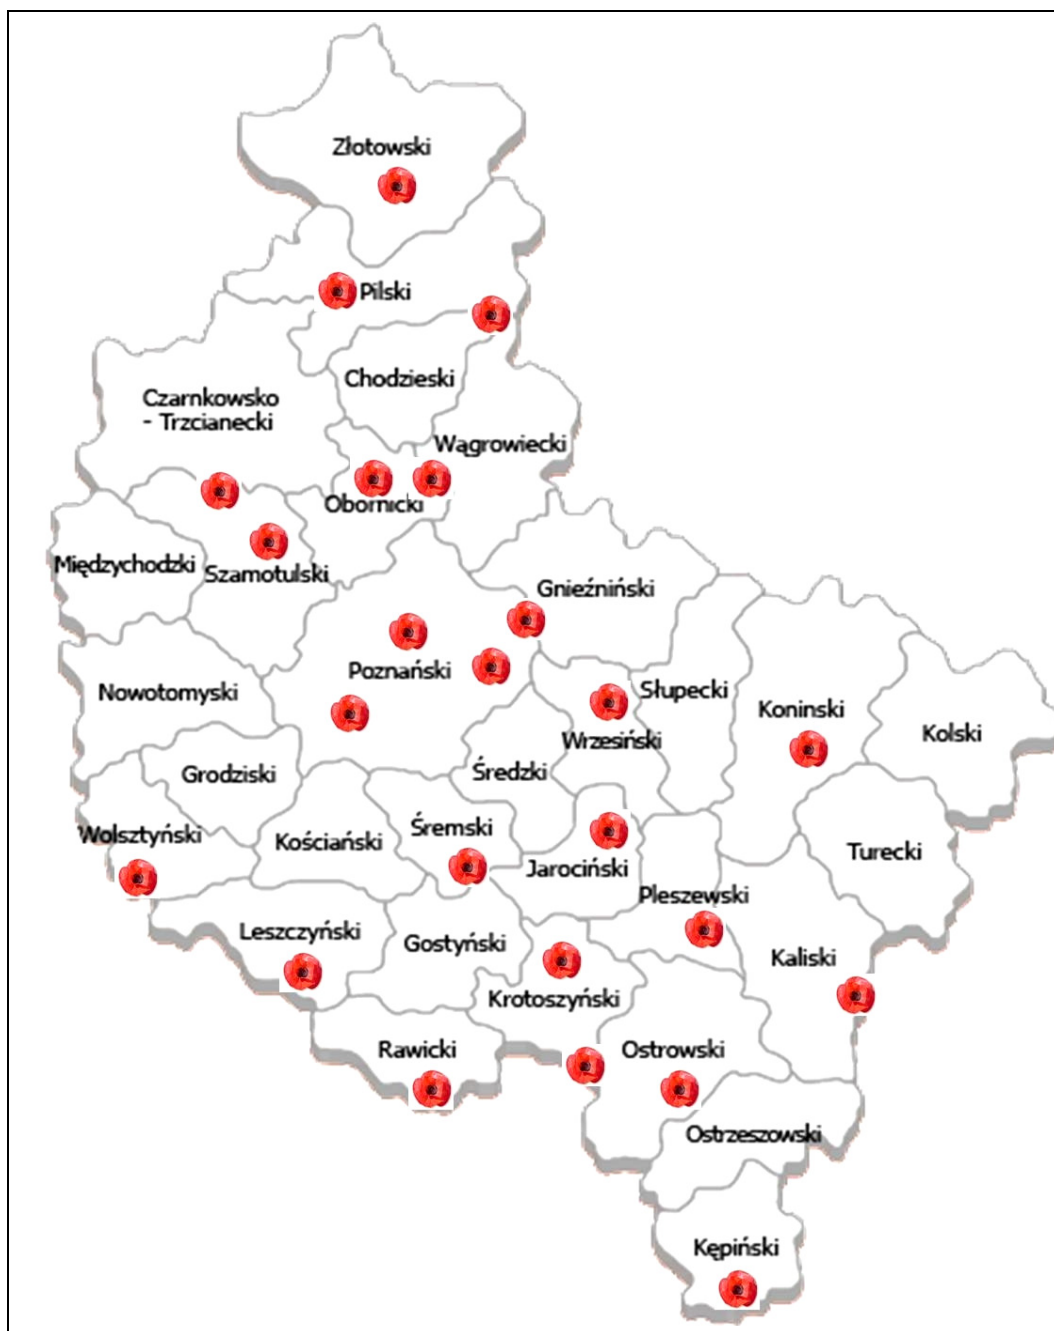 Złotowski
Pilski
Chodzieski
Czarnkowsko
- Trzcianecki
Wągrowiecki
Obornicki
Międzychodzki
Szamotulski
Gnieźniński
Poznański
Nowotomyski
Słupecki
Koninski
Kolski
Wrzesiński
Grodziski
Średzki
Wolsztyński
Kościański
Śremski
Jarociński
Turecki
Pleszewski
Leszczyński
Gostyński
Kaliski
Krotoszyński
Rawicki
Ostrowski
Ostrzeszowski
Kępiński